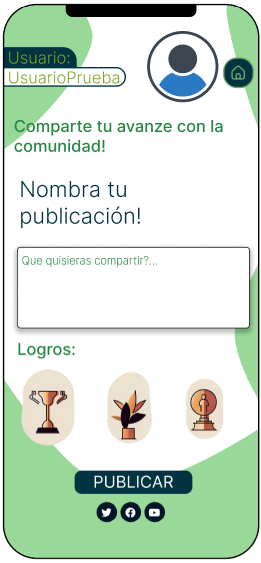 Usuario:
UsuarioPrueba
Comparte tu avanze con la
comunidad!
Nombra tu
publicación!
Que quisieras compartir?...
Logros:
PUBLICAR